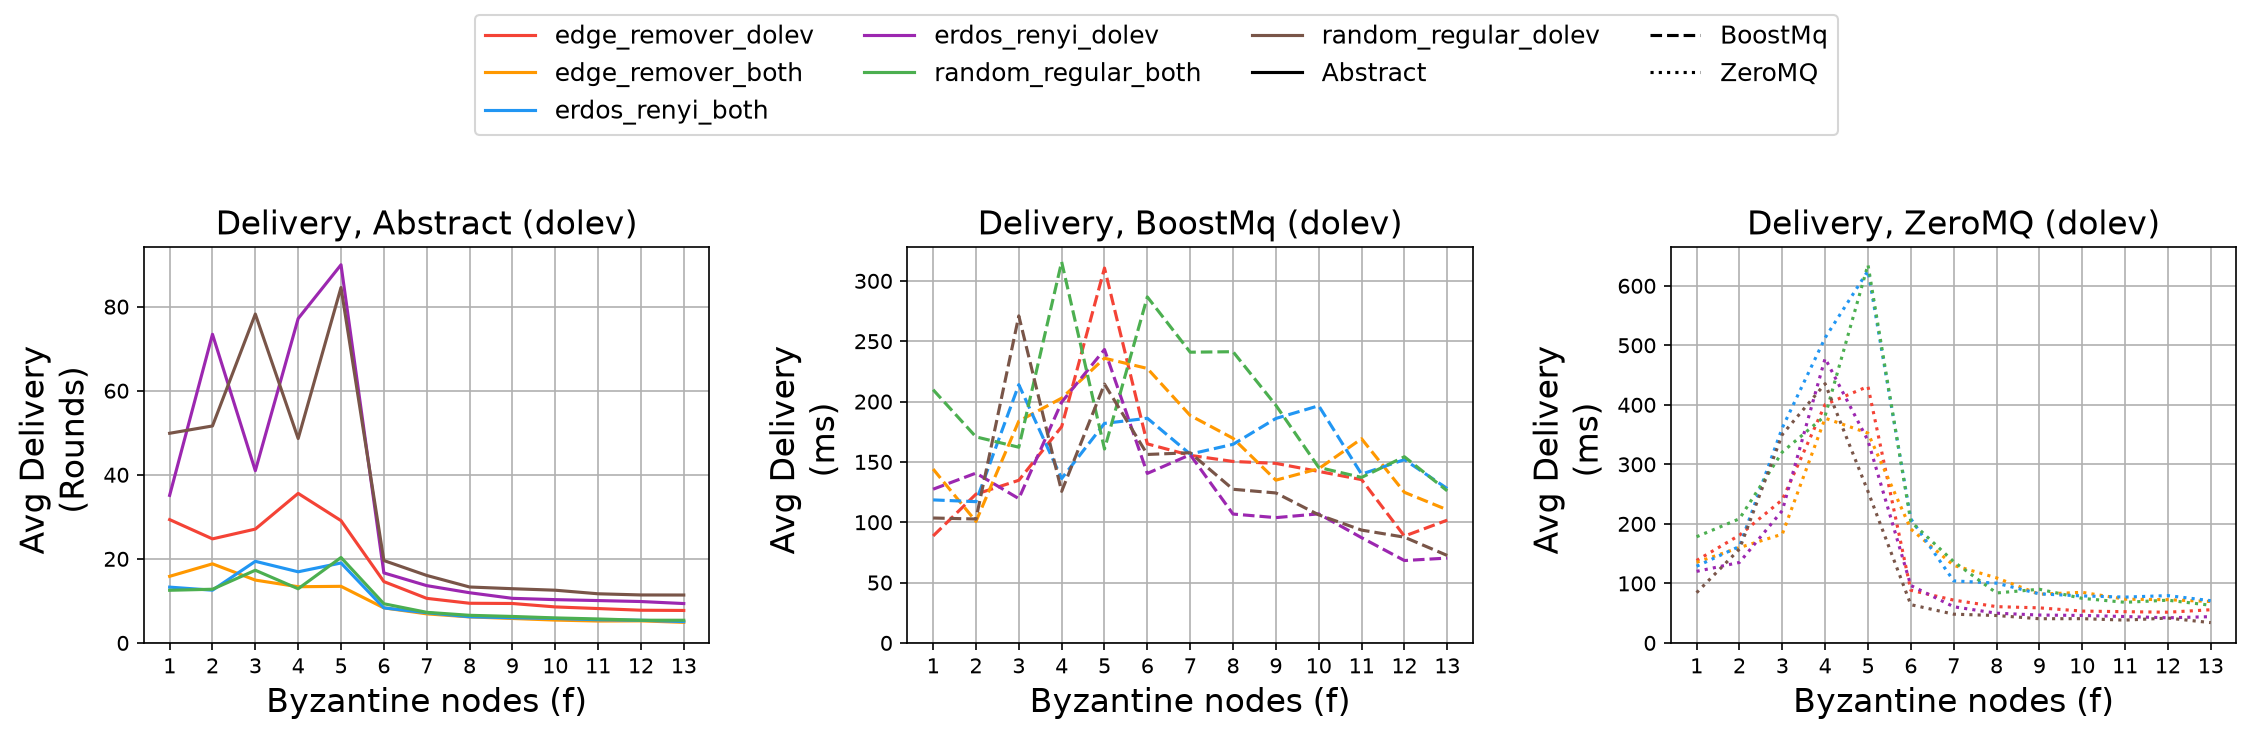 edge_remover_dolev
edge_remover_both
erdos_renyi_both
erdos_renyi_dolev
random_regular_both
random_regular_dolev
Abstract
BoostMq
ZeroMQ
Delivery, Abstract (dolev)
Avg Delivery
(Rounds)
80
60
40
20
0
1 2 3 4 5 6 7 8 9 10 11 12 13
Byzantine nodes (f)
Delivery, BoostMq (dolev)
Avg Delivery
(ms)
300
250
200
150
100
50
0
1 2 3 4 5 6 7 8 9 10 11 12 13
Byzantine nodes (f)
Delivery, ZeroMQ (dolev)
Avg Delivery
(ms)
600
500
400
300
200
100
0
1 2 3 4 5 6 7 8 9 10 11 12 13
Byzantine nodes (f)